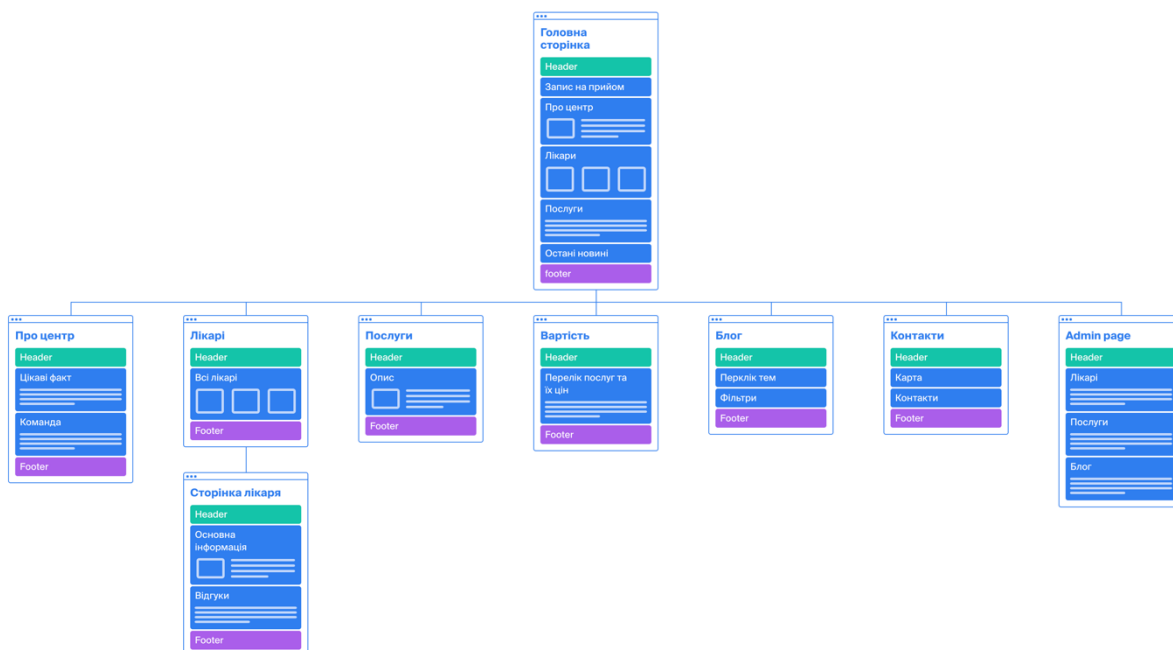 Головна
сторінка
Header
Запис на прийом
Про центр
Лікари
Послуги
Остані новині
footer
Про центр
Header
Цікаві факт
Команда
Footer
Лікарі
Header
Всі лікарі
Footer
Послуги
Header
Опис
Footer
Вартість
Header
Перелік послуг та
їх цін
Footer
Блог
Header
Перклік тем
Фільтри
Footer
Контакти
Header
Карта
Контакти
Footer
Admin page
Header
Лікарі
Послуги
Блог
Сторінка лікаря
Header
Основна
інформація
Відгуки
Footer